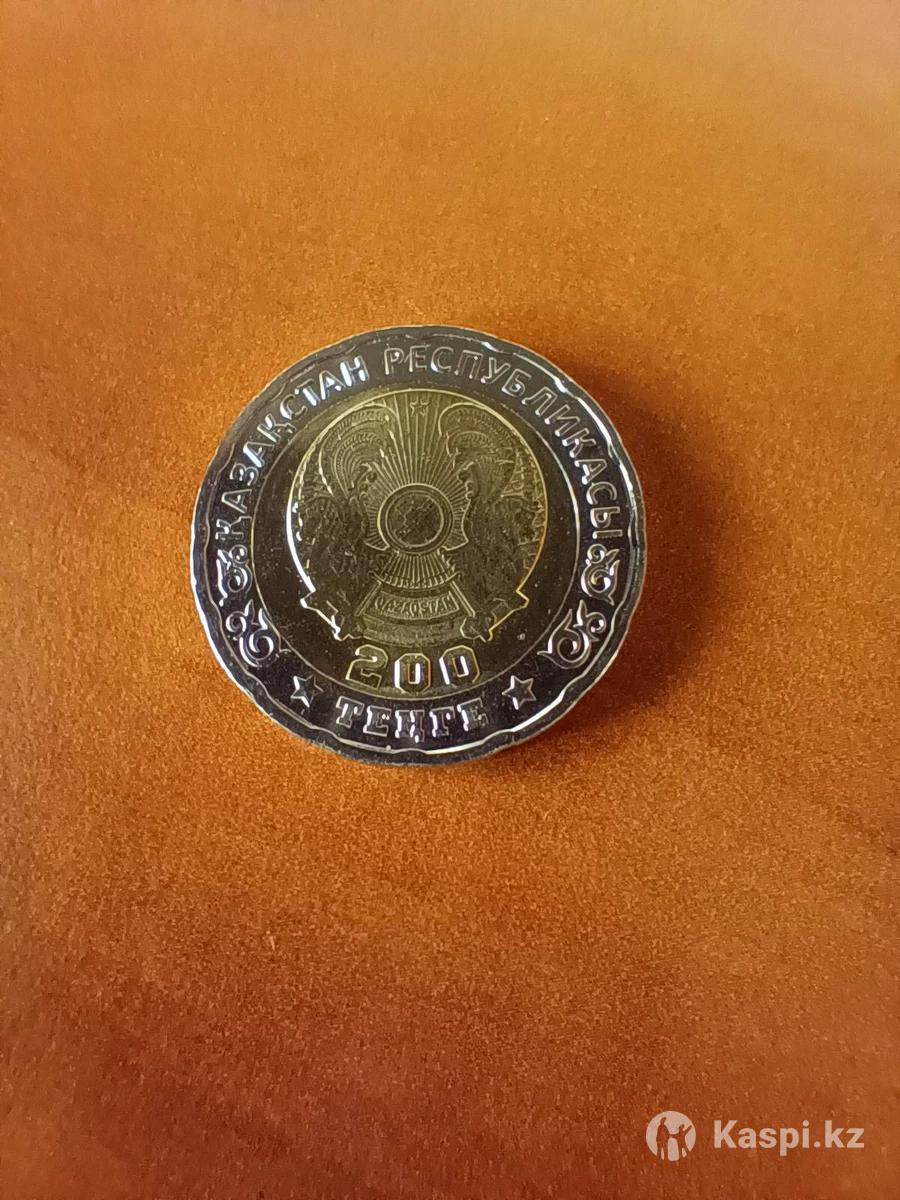 ҚАЗАҚСТАН РЕСПУБЛИКАСЫ
QAZAQSTAN
200
ТЕҢГЕ
Kaspi.kz